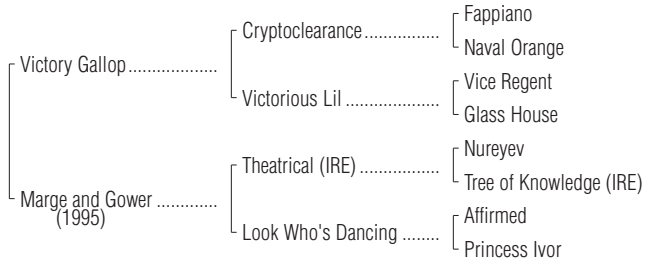 Fappiano
Cryptoclearance..................
Naval Orange
Victory Gallop...................
Vice Regent
Victorious Lil .....................
Glass House
Nureyev
Theatrical (IRE) ..................
Tree of Knowledge (IRE)
Marge and Gower .............
(1995)
Affirmed
Look Who's Dancing ........
Princess Ivor